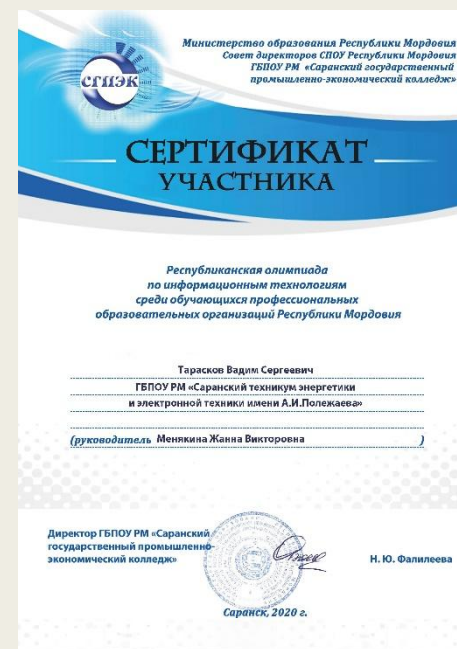 Министерство образования Республики Мордовия
Совет директоров СПОУ Республики Мордовия
ГБПОУ РМ «Саранский государственный
промышленно-экономический колледж»
СГПЭК
СЕРТИФИКАТ
УЧАСТНИКА
Республиканская олимпиада
по информационным технологиям
среди обучающихся профессиональных
образовательных организаций Республики Мордовия
Тарасков Вадим Сергеевич
ГБПОУ РМ «Саранский техникум энергетики
и электронной техники имени А.И.Полежаева»
(руководитель Менякина Жанна Викторовна )
Директор ГБПОУ РМ «Саранский
государственный промышленно-
экономический колледж»
Н. Ю. Фалилеева
Саранск, 2020 г.